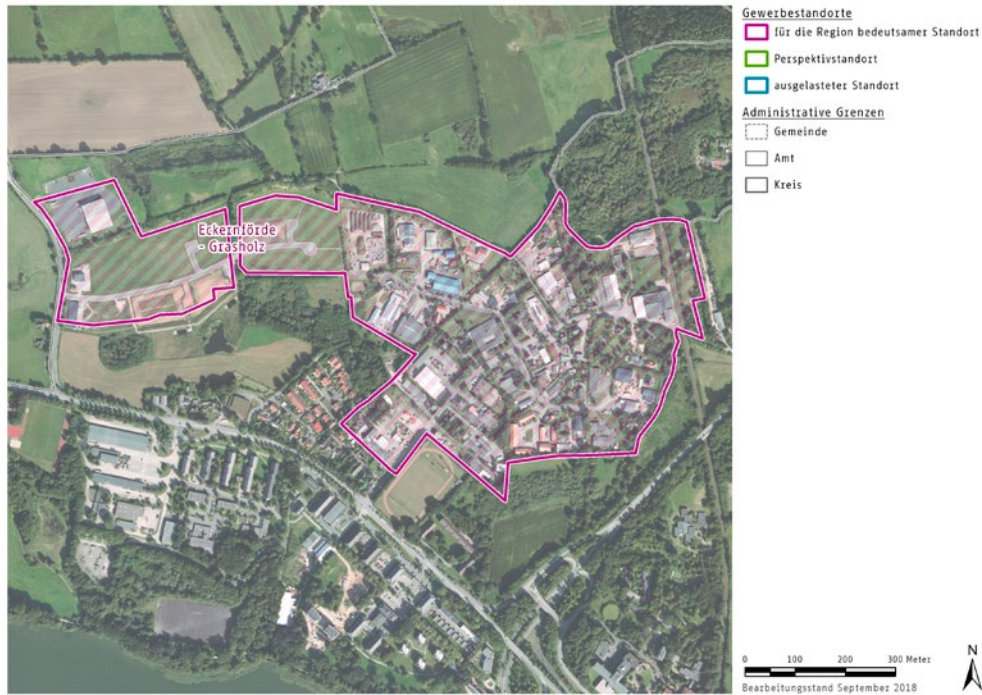 Eckernförde
- Grasholz
Gewerbestandorte
für die Region bedeutsamer Standort
Perspektivstandort
ausgelasteter Standort
Administrative Grenzen
Gemeinde
Amt
Kreis
0 100 200 300 Meter
Bearbeitungsstand September 2018
N